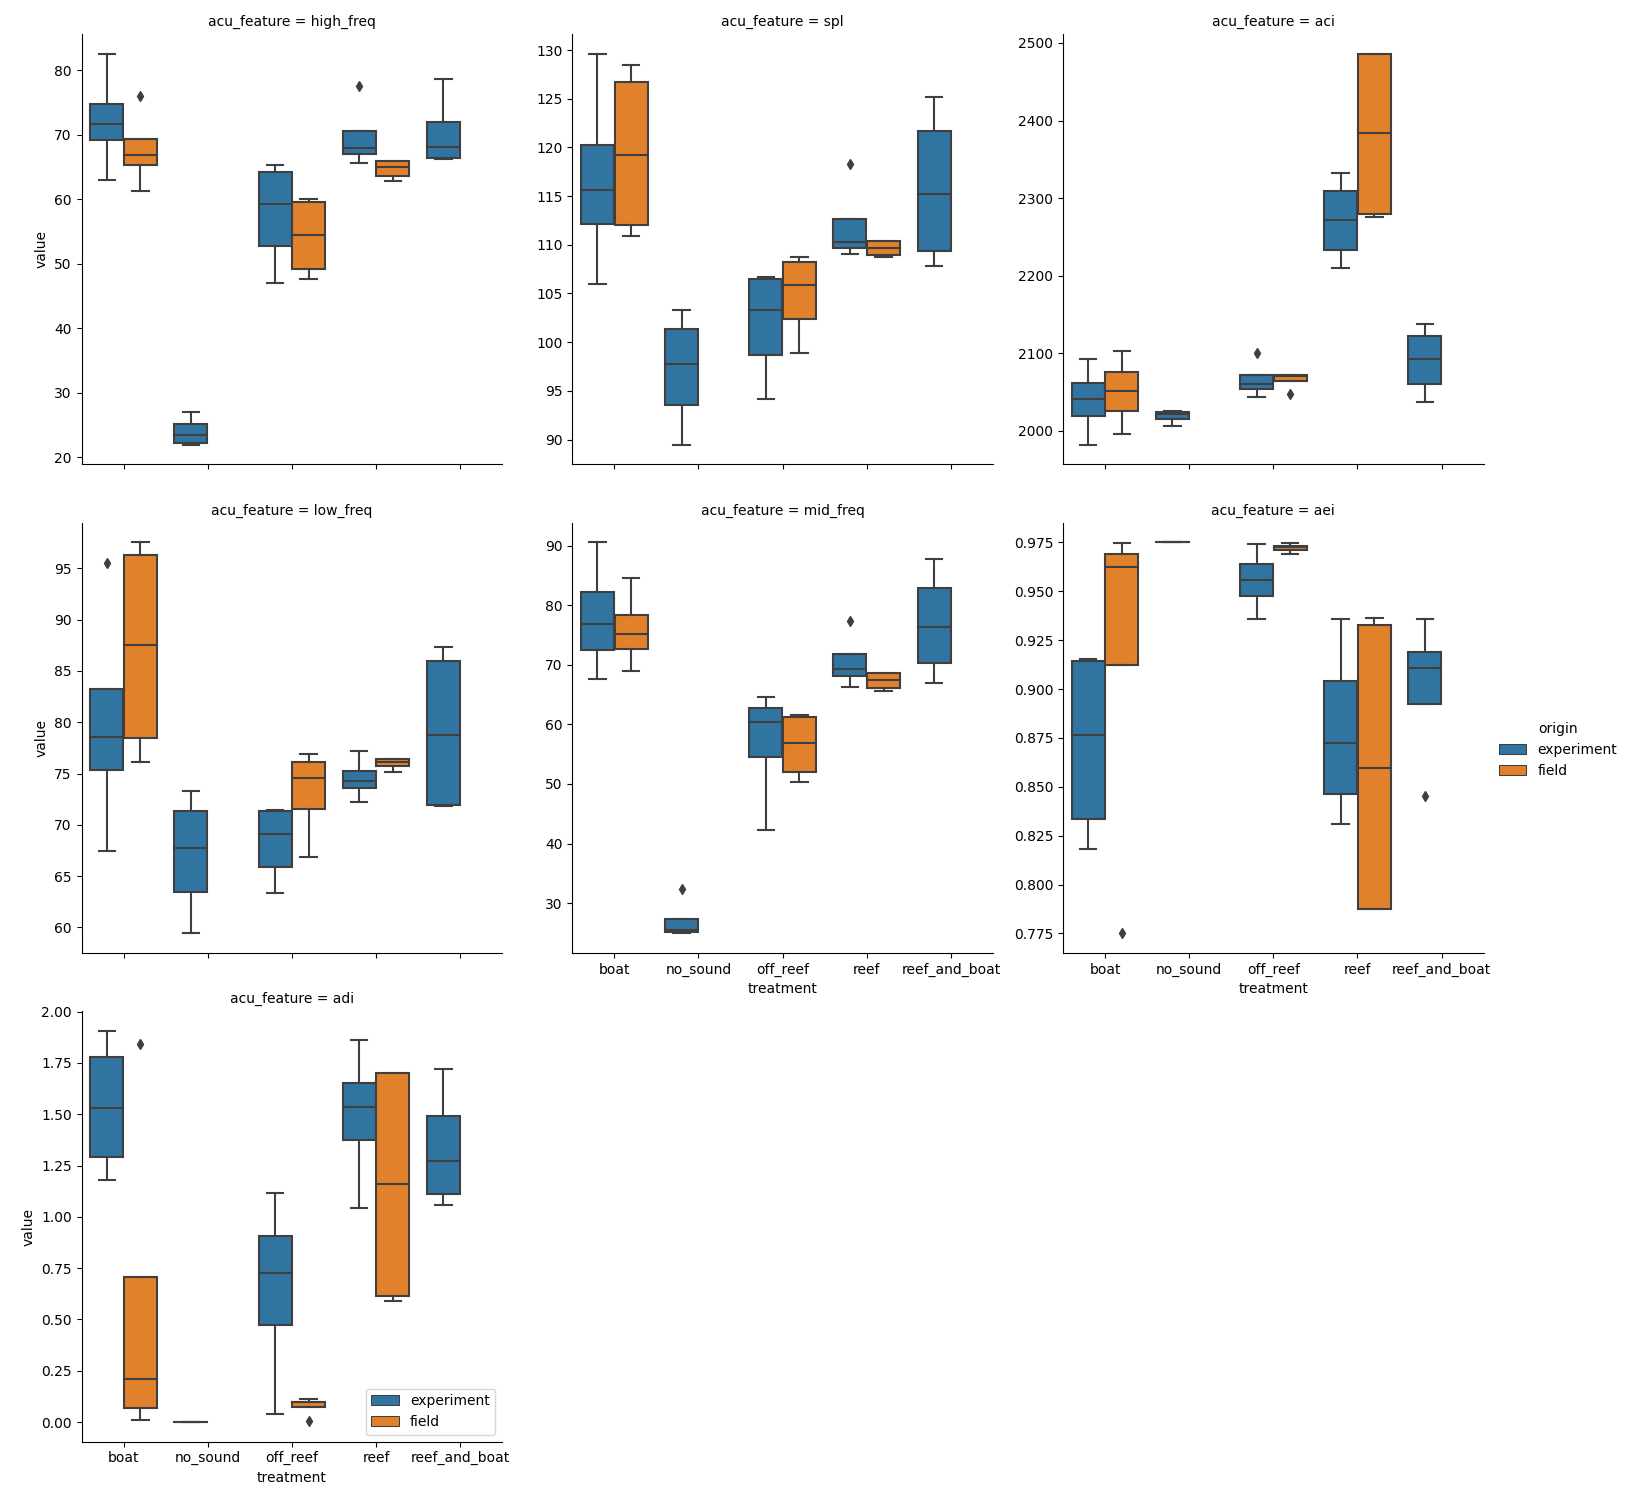 acu_feature = high_freq
value
80
70
60
50
40
30
20
acu_feature = spl
130
125
120
115
110
105
100
95
90
acu_feature = aci
2500
2400
2300
2200
2100
2000
acu_feature = low_freq
value
95
90
85
80
75
70
65
60
acu_feature = mid_freq
90
80
70
60
50
40
30
boat no_sound off_reef reef reef_and_boat
treatment
acu_feature = aei
0.975
0.950
0.925
0.900
0.875
0.850
0.825
0.800
0.775
boat no_sound off_reef reef reef_and_boat
treatment
origin
experiment
field
acu_feature = adi
value
2.00
1.75
1.50
1.25
1.00
0.75
0.50
0.25
0.00
experiment
field
boat no_sound off_reef reef reef_and_boat
treatment